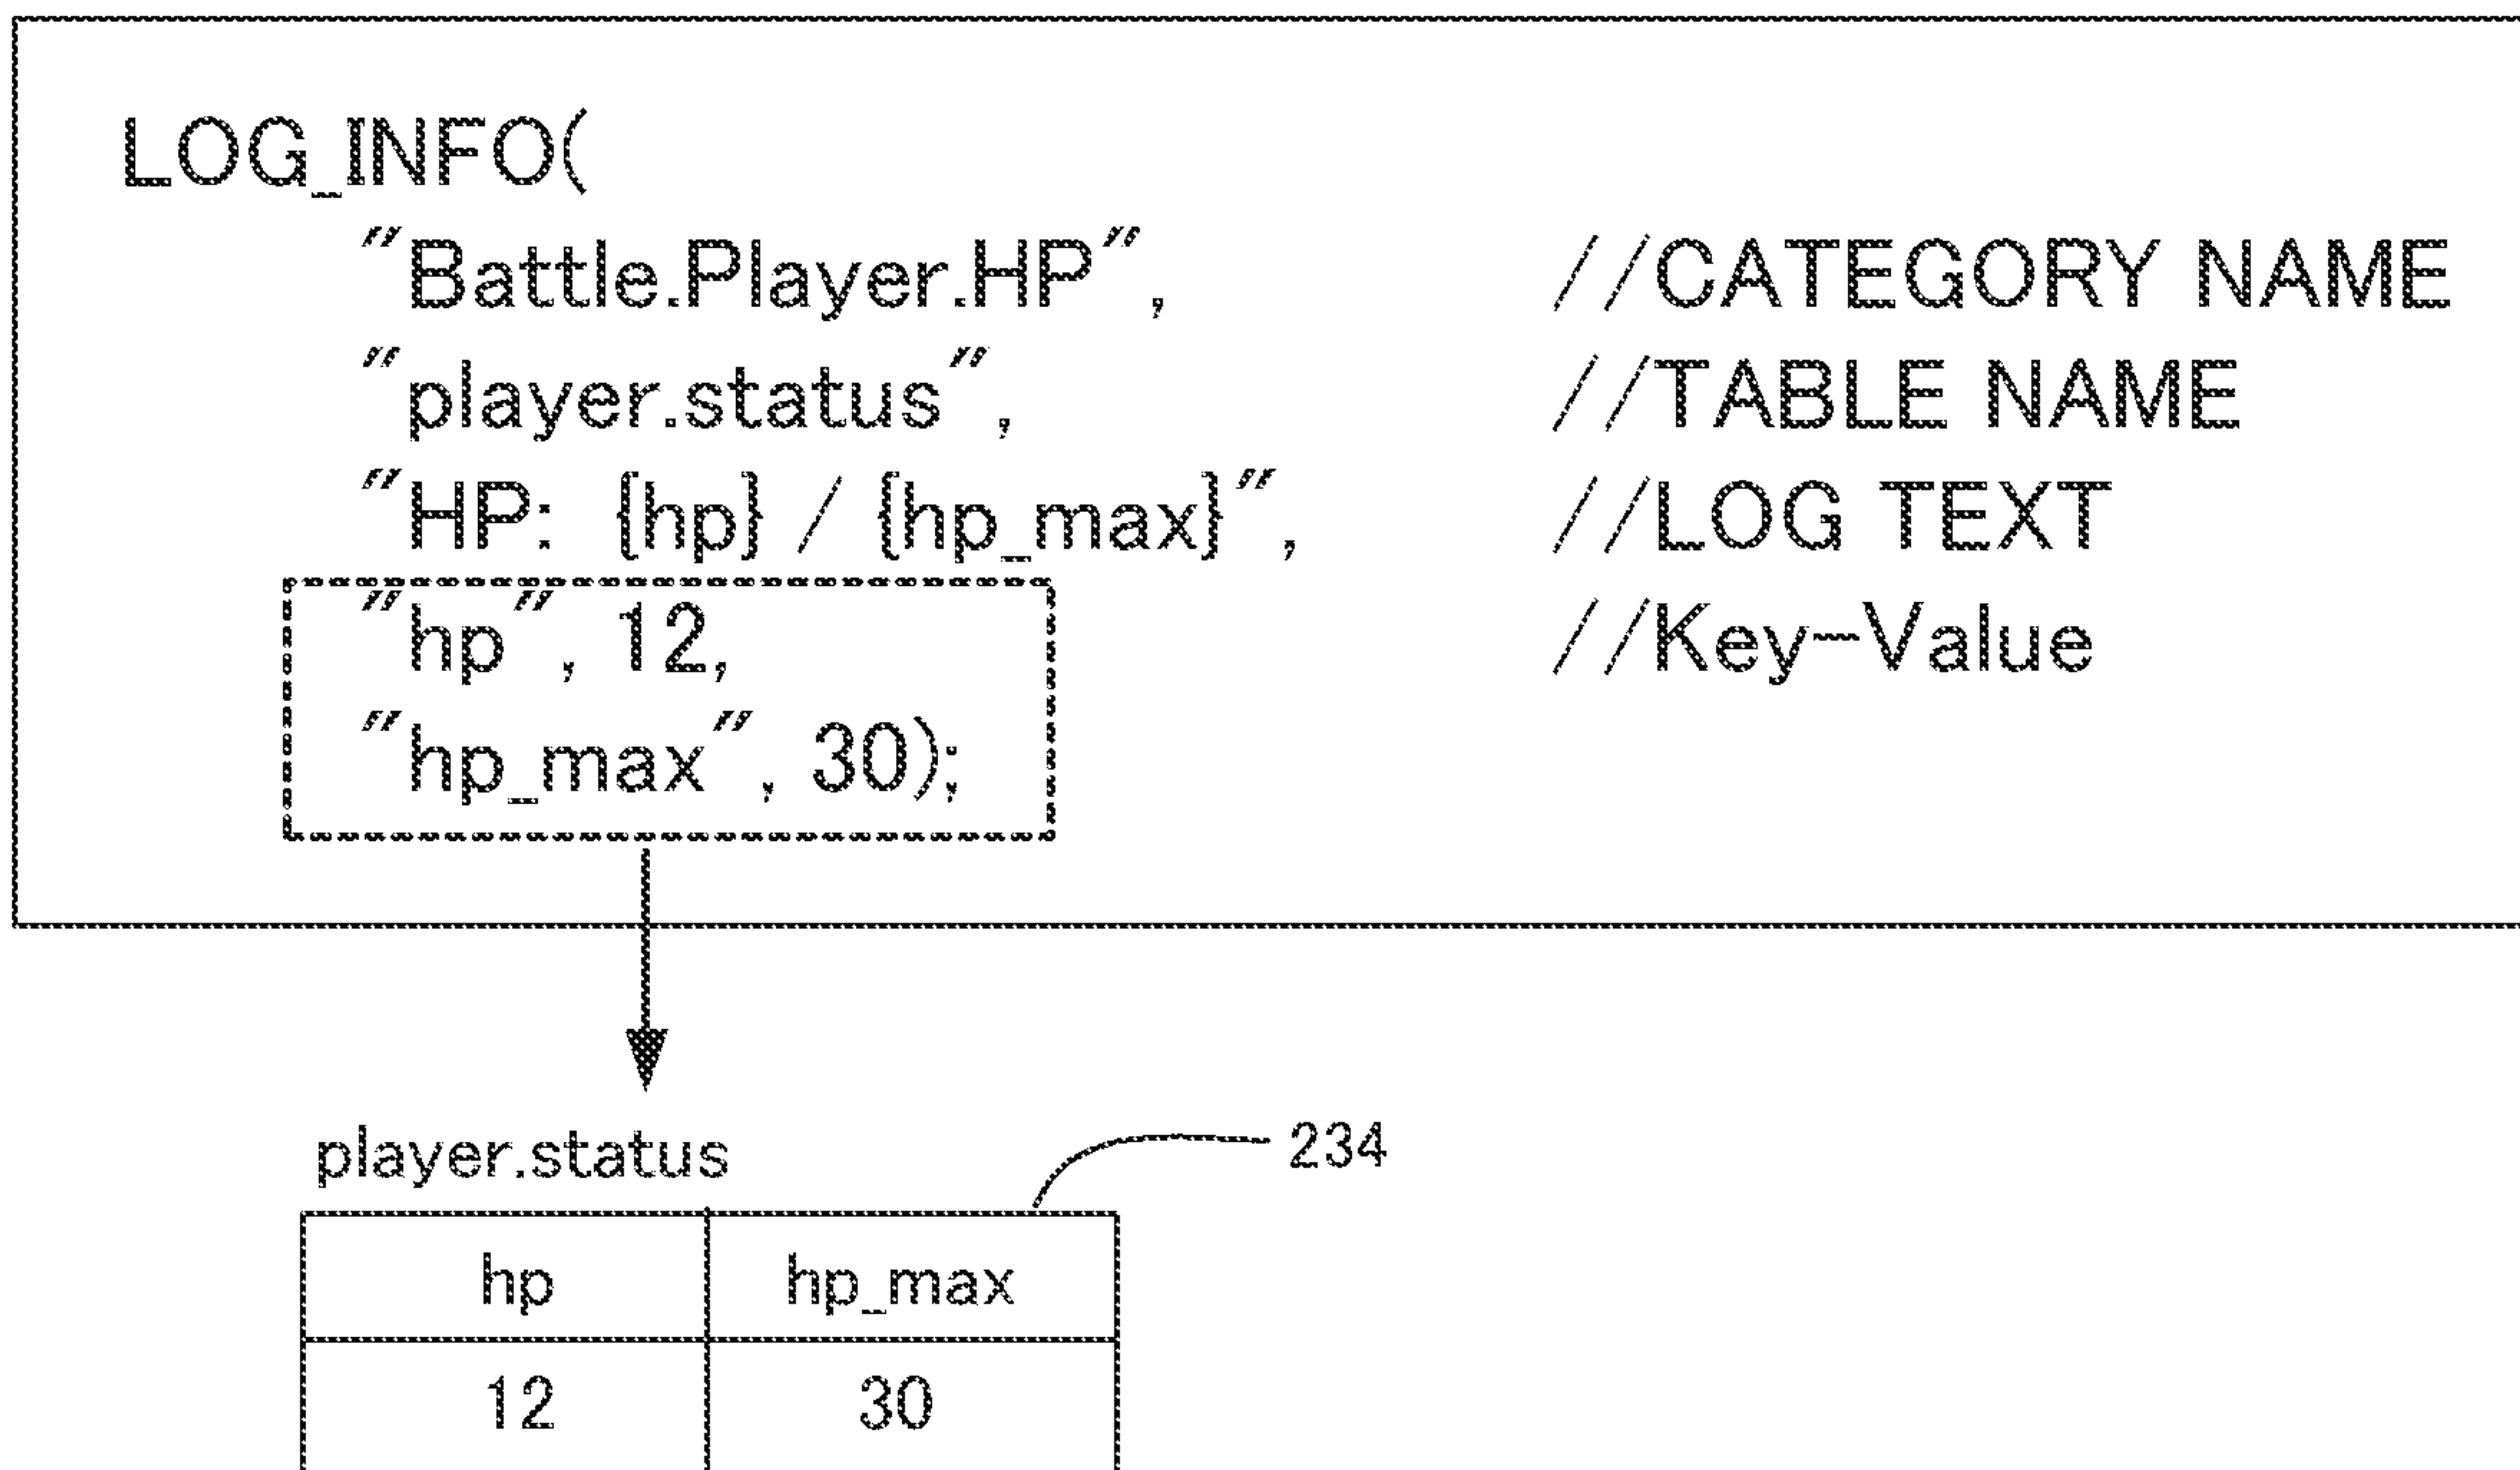 LOG_INFO(
"Battle.Player.HP", //CATEGORY NAME
"player.status", //TABLE NAME
"HP: {hp} / {hp_max}", //LOG TEXT
"hp", 12, //Key-Value
"hp_max", 30);
player.status
234
hp hp_max
12 30